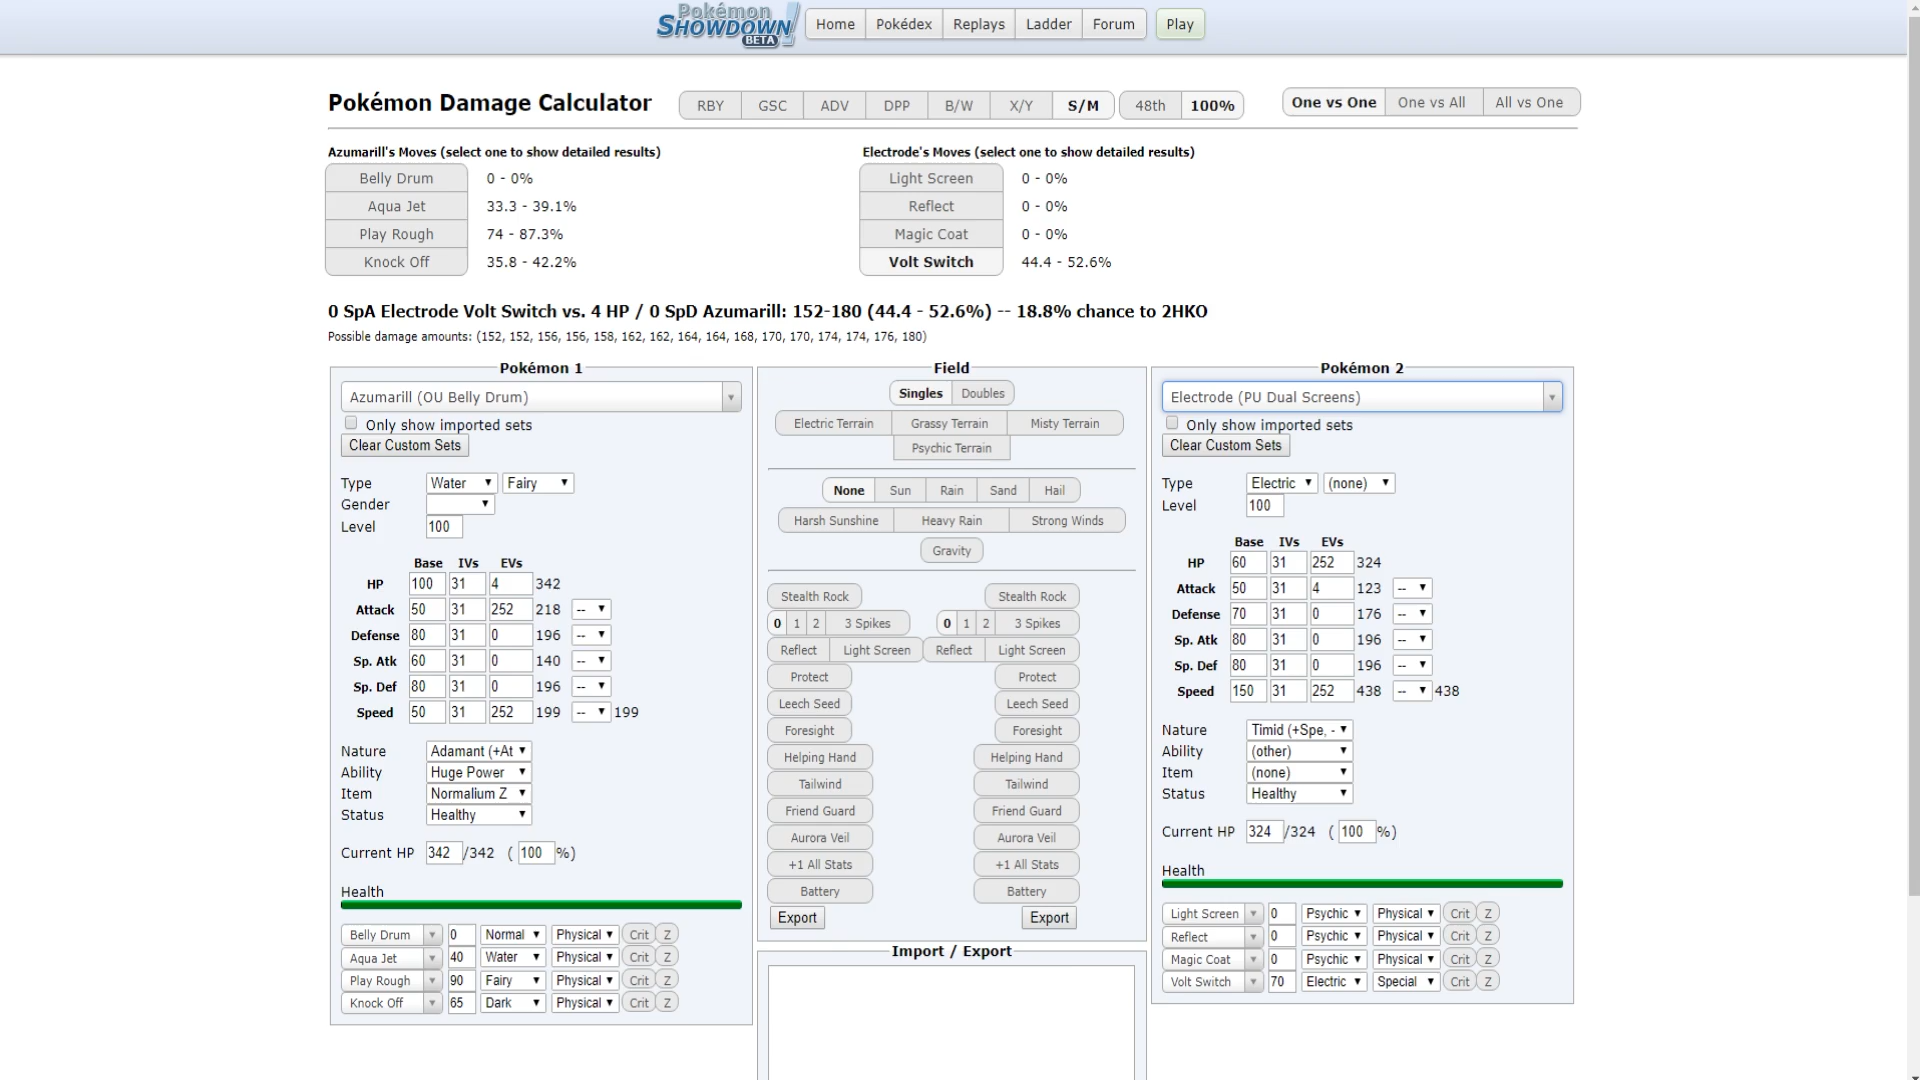 Pokémon
SHOWDOWN!
BETA
Home Pokédex Replays Ladder Forum Play
Pokémon Damage Calculator RBY GSC ADV DPP B/W X/Y S/M 48th 100% One vs One One vs All All vs One
Azumarill's Moves (select one to show detailed results) Electrode's Moves (select one to show detailed results)
Belly Drum 0 - 0% Light Screen 0 - 0%
Aqua Jet 33.3 - 39.1% Reflect 0 - 0%
Play Rough 74 - 87.3% Magic Coat 0 - 0%
Knock Off 35.8 - 42.2% Volt Switch 44.4 - 52.6%
0 SpA Electrode Volt Switch vs. 4 HP / 0 SpD Azumarill: 152-180 (44.4 - 52.6%) -- 18.8% chance to 2HKO
Possible damage amounts: (152, 152, 156, 156, 158, 162, 162, 164, 164, 168, 170, 170, 174, 174, 176, 180)
Pokémon 1
Azumarill (OU Belly Drum)
Only show imported sets
Clear Custom Sets
Type Water Fairy
Gender
Level 100
Base IVs EVs
HP 100 31 4 342
Attack 50 31 252 218 --
Defense 80 31 0 196 --
Sp. Atk 60 31 0 140 --
Sp. Def 80 31 0 196 --
Speed 50 31 252 199 -- 199
Nature Adamant (+At
Ability Huge Power
Item Normalium Z
Status Healthy
Current HP 342 /342 ( 100 %)
Health
Belly Drum 0 Normal Physical Crit Z
Aqua Jet 40 Water Physical Crit Z
Play Rough 90 Fairy Physical Crit Z
Knock Off 65 Dark Physical Crit Z
Field
Singles Doubles
Electric Terrain Grassy Terrain Misty Terrain
Psychic Terrain
None Sun Rain Sand Hail
Harsh Sunshine Heavy Rain Strong Winds
Gravity
Stealth Rock Stealth Rock
0 1 2 3 Spikes 0 1 2 3 Spikes
Reflect Light Screen Reflect Light Screen
Protect Protect
Leech Seed Leech Seed
Foresight Foresight
Helping Hand Helping Hand
Tailwind Tailwind
Friend Guard Friend Guard
Aurora Veil Aurora Veil
+1 All Stats +1 All Stats
Battery Battery
Export Export
Import / Export
Pokémon 2
Electrode (PU Dual Screens)
Only show imported sets
Clear Custom Sets
Type Electric (none)
Level 100
Base IVs EVs
HP 60 31 252 324
Attack 50 31 4 123 --
Defense 70 31 0 176 --
Sp. Atk 80 31 0 196 --
Sp. Def 80 31 0 196 --
Speed 150 31 252 438 -- 438
Nature Timid (+Spe, -
Ability (other)
Item (none)
Status Healthy
Current HP 324 /324 ( 100 %)
Health
Light Screen 0 Psychic Physical Crit Z
Reflect 0 Psychic Physical Crit Z
Magic Coat 0 Psychic Physical Crit Z
Volt Switch 70 Electric Special Crit Z